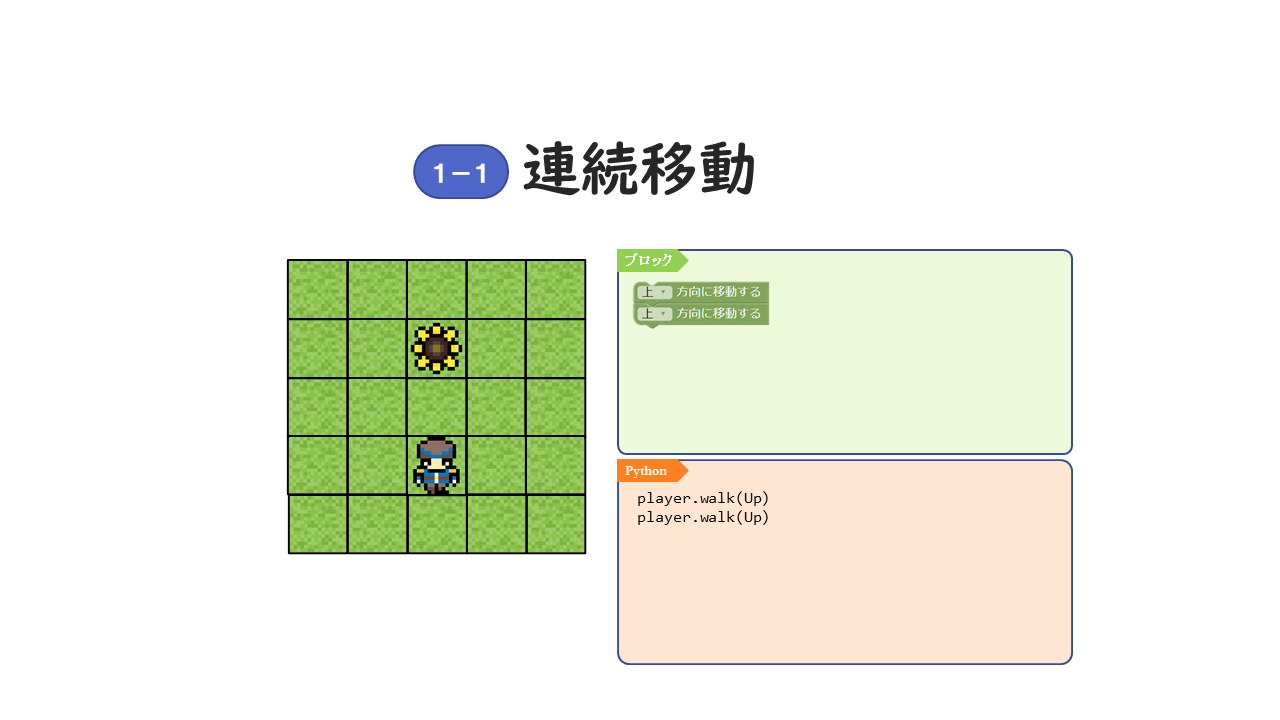 1－1 連続移動
ブロック
上 方向に移動する
上 方向に移動する
Python
player.walk(Up)
player.walk(Up)